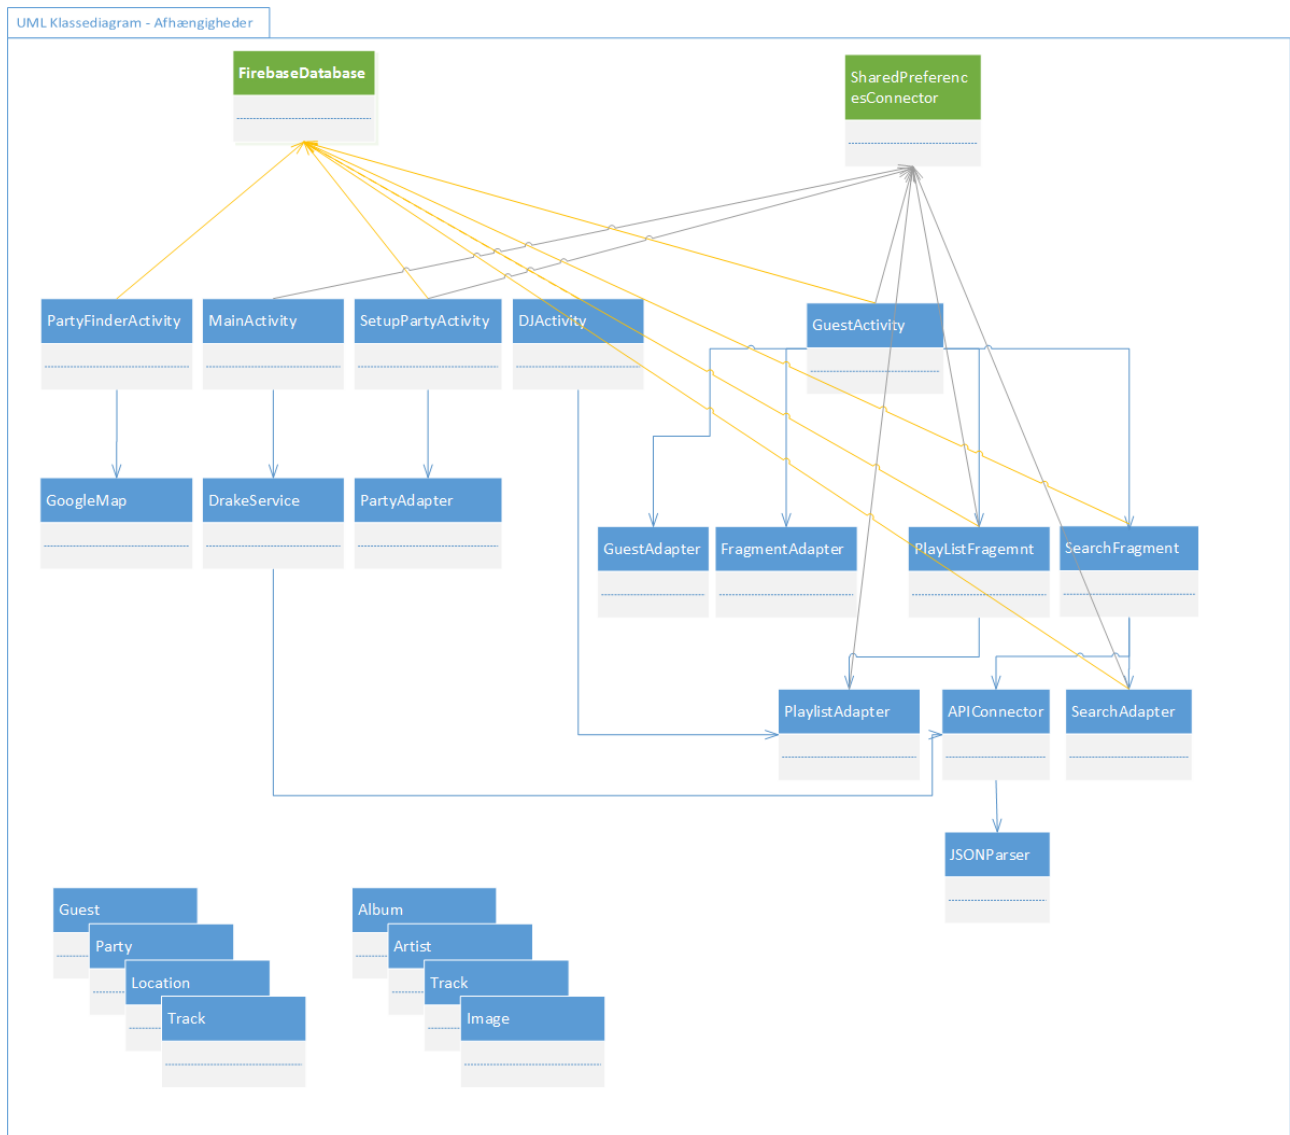 UML Klassediagram - Afhængigheder
FirebaseDatabase
SharedPreferenc
esConnector
PartyFinderActivity
MainActivity
SetupPartyActivity
DJActivity
GuestActivity
GoogleMap
DrakeService
PartyAdapter
GuestAdapter
FragmentAdapter
PlayListFragemnt
SearchFragment
PlaylistAdapter
APIConnector
SearchAdapter
JSONParser
Guest
Party
Location
Track
Album
Artist
Track
Image